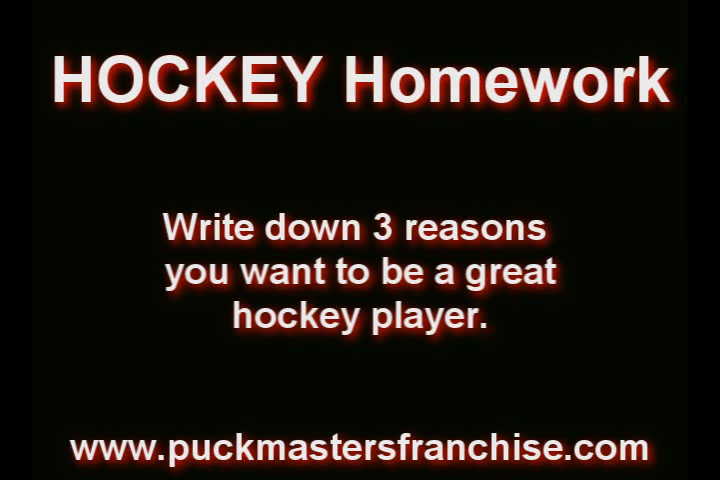 HOCKEY Homework
Write down 3 reasons
you want to be a great
hockey player.
www.puckmastersfranchise.com